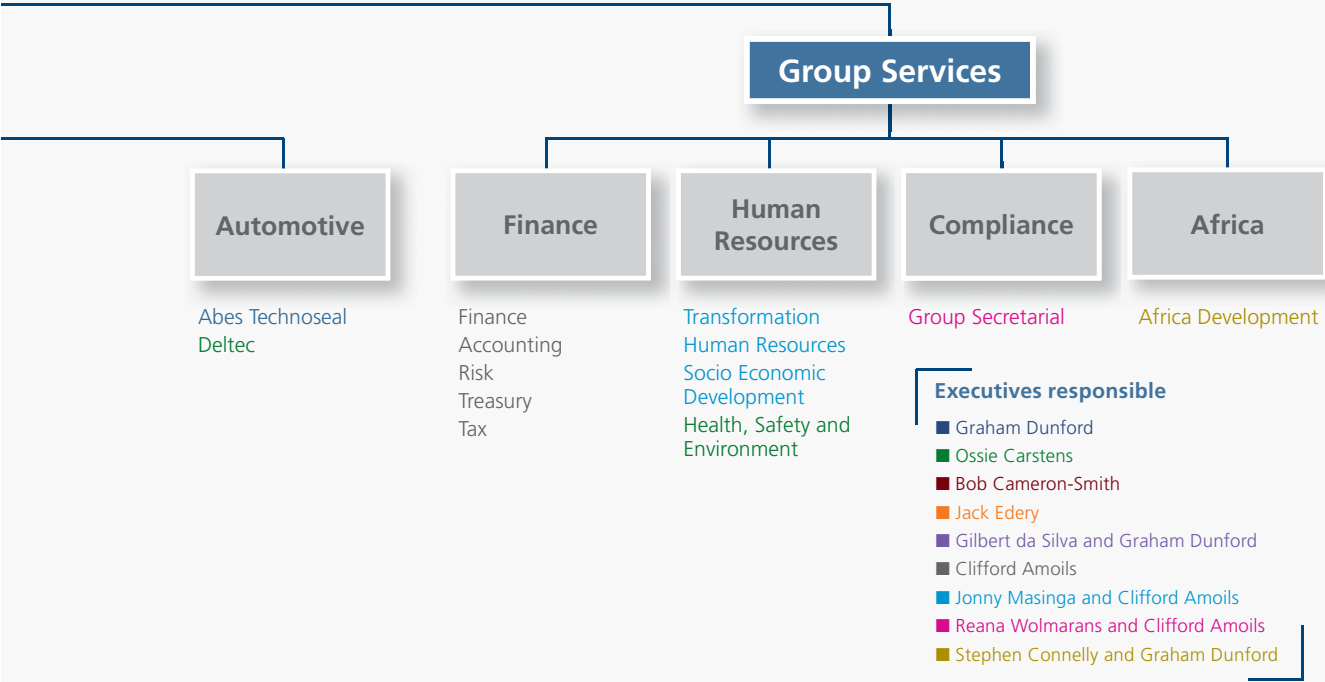 Group Services
Automotive
Finance
Human
Resources
Compliance
Africa
Abes Technoseal
Deltec
Finance
Accounting
Risk
Treasury
Tax
Transformation
Human Resources
Socio Economic
Development
Health, Safety and
Environment
Group Secretarial
Africa Development
Executives responsible
Graham Dunford
Ossie Carstens
Bob Cameron-Smith
Jack Edery
Gilbert da Silva and Graham Dunford
Clifford Amoils
Jonny Masinga and Clifford Amoils
Reana Wolmarans and Clifford Amoils
Stephen Connelly and Graham Dunford